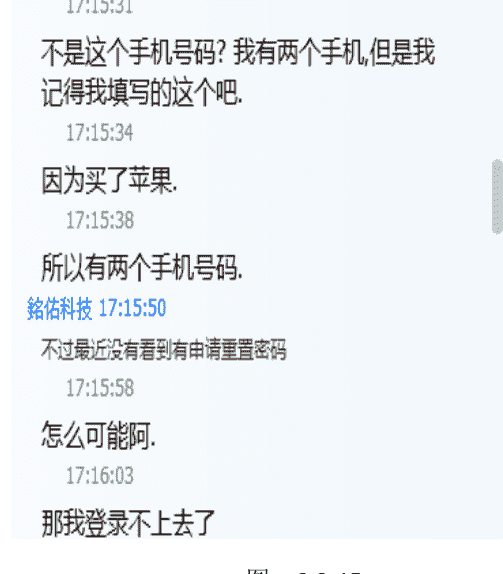 17:15:31
不是这个手机号码? 我有两个手机,但是我
记得我填写的这个吧.
17:15:34
因为买了苹果.
17:15:38
所以有两个手机号码.
銘佑科技 17:15:50
不过最近没有看到有申请重置密码
17:15:58
怎么可能阿.
17:16:03
那我登录不上去了